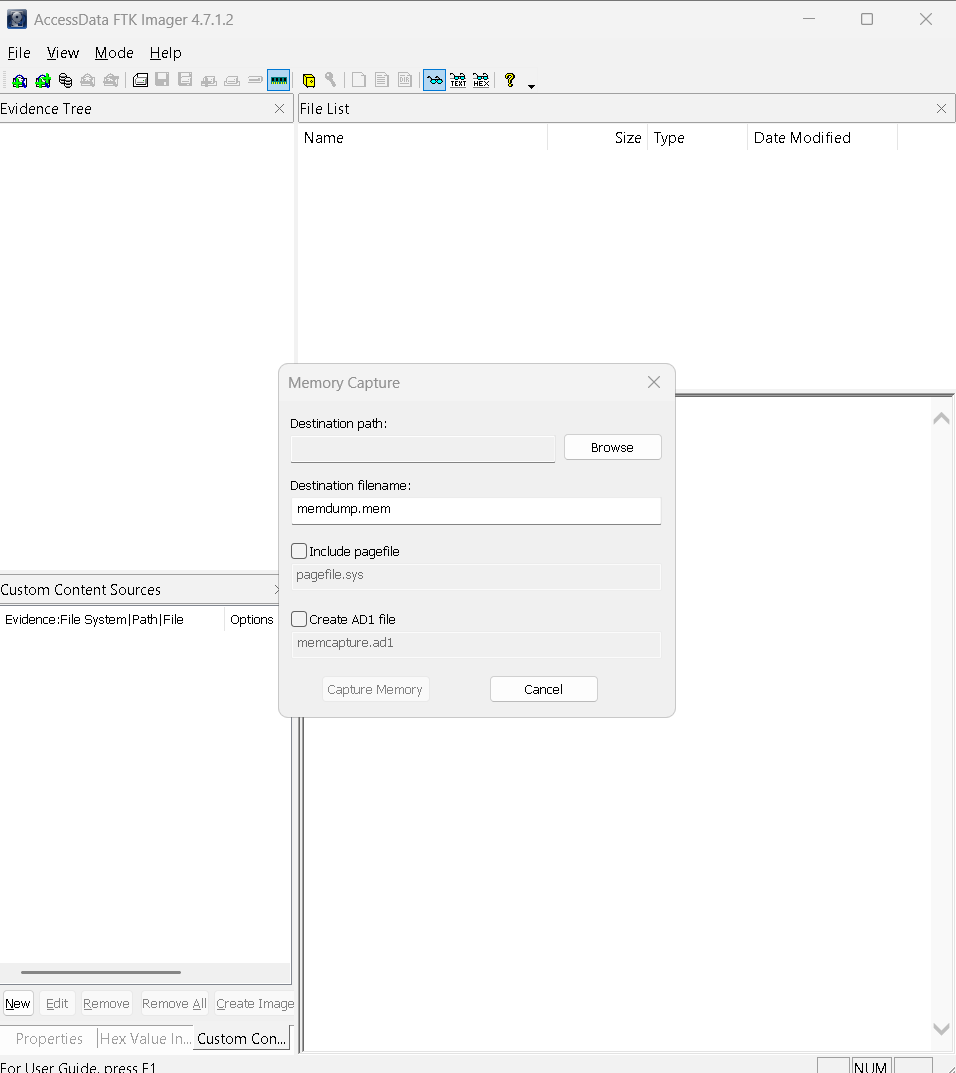 AccessData FTK Imager 4.7.1.2
File View Mode Help
TEXT HEX
Evidence Tree
File List
Name Size Type Date Modified
Memory Capture
Destination path:
Browse
Destination filename:
memdump.mem
Include pagefile
pagefile.sys
Create AD1 file
memcapture.ad1
Capture Memory Cancel
Custom Content Sources
Evidence:File System|Path|File Options
New Edit Remove Remove All Create Image
Properties Hex Value In... Custom Con...
For User Guide, press F1
NUM